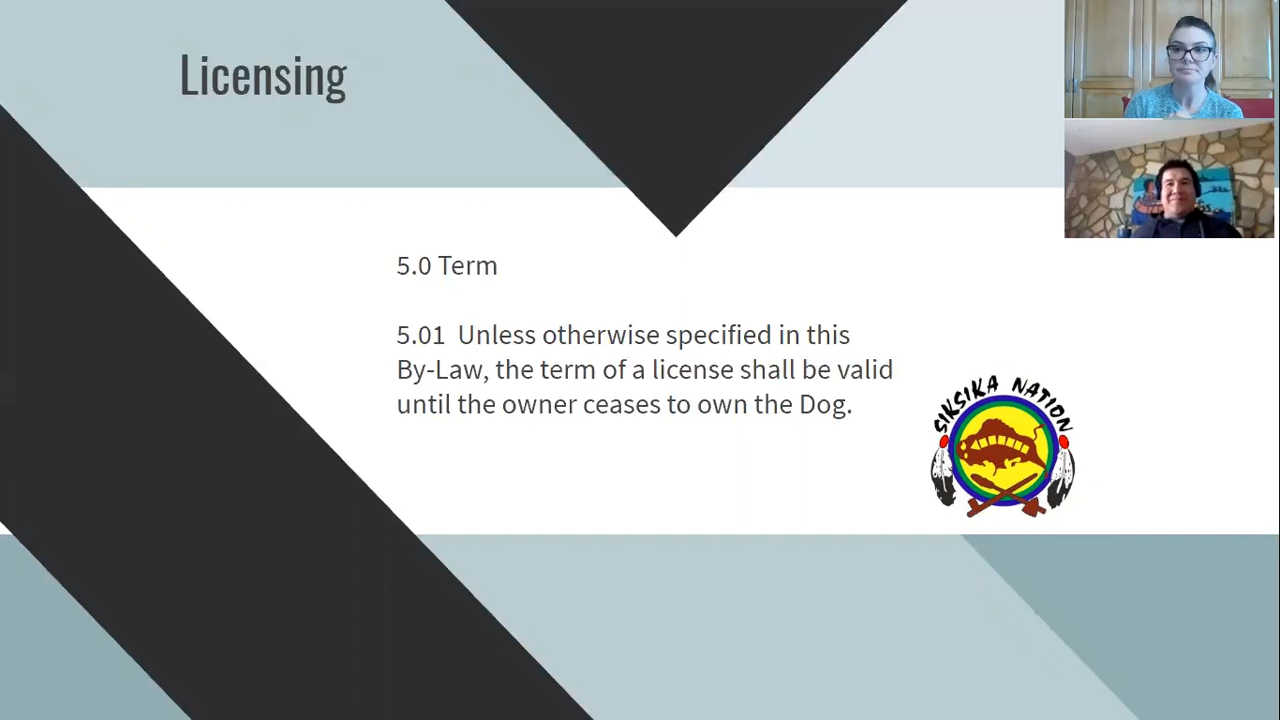 Licensing
5.0 Term
5.01 Unless otherwise specified in this
By-Law, the term of a license shall be valid
until the owner ceases to own the Dog.
SIKSIKA NATION